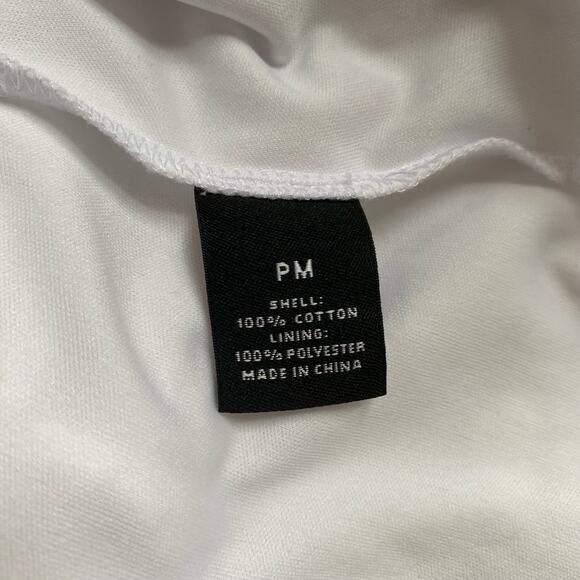 PM
SHELL:
100% COTTON
LINING:
100% POLYESTER
MADE IN CHINA